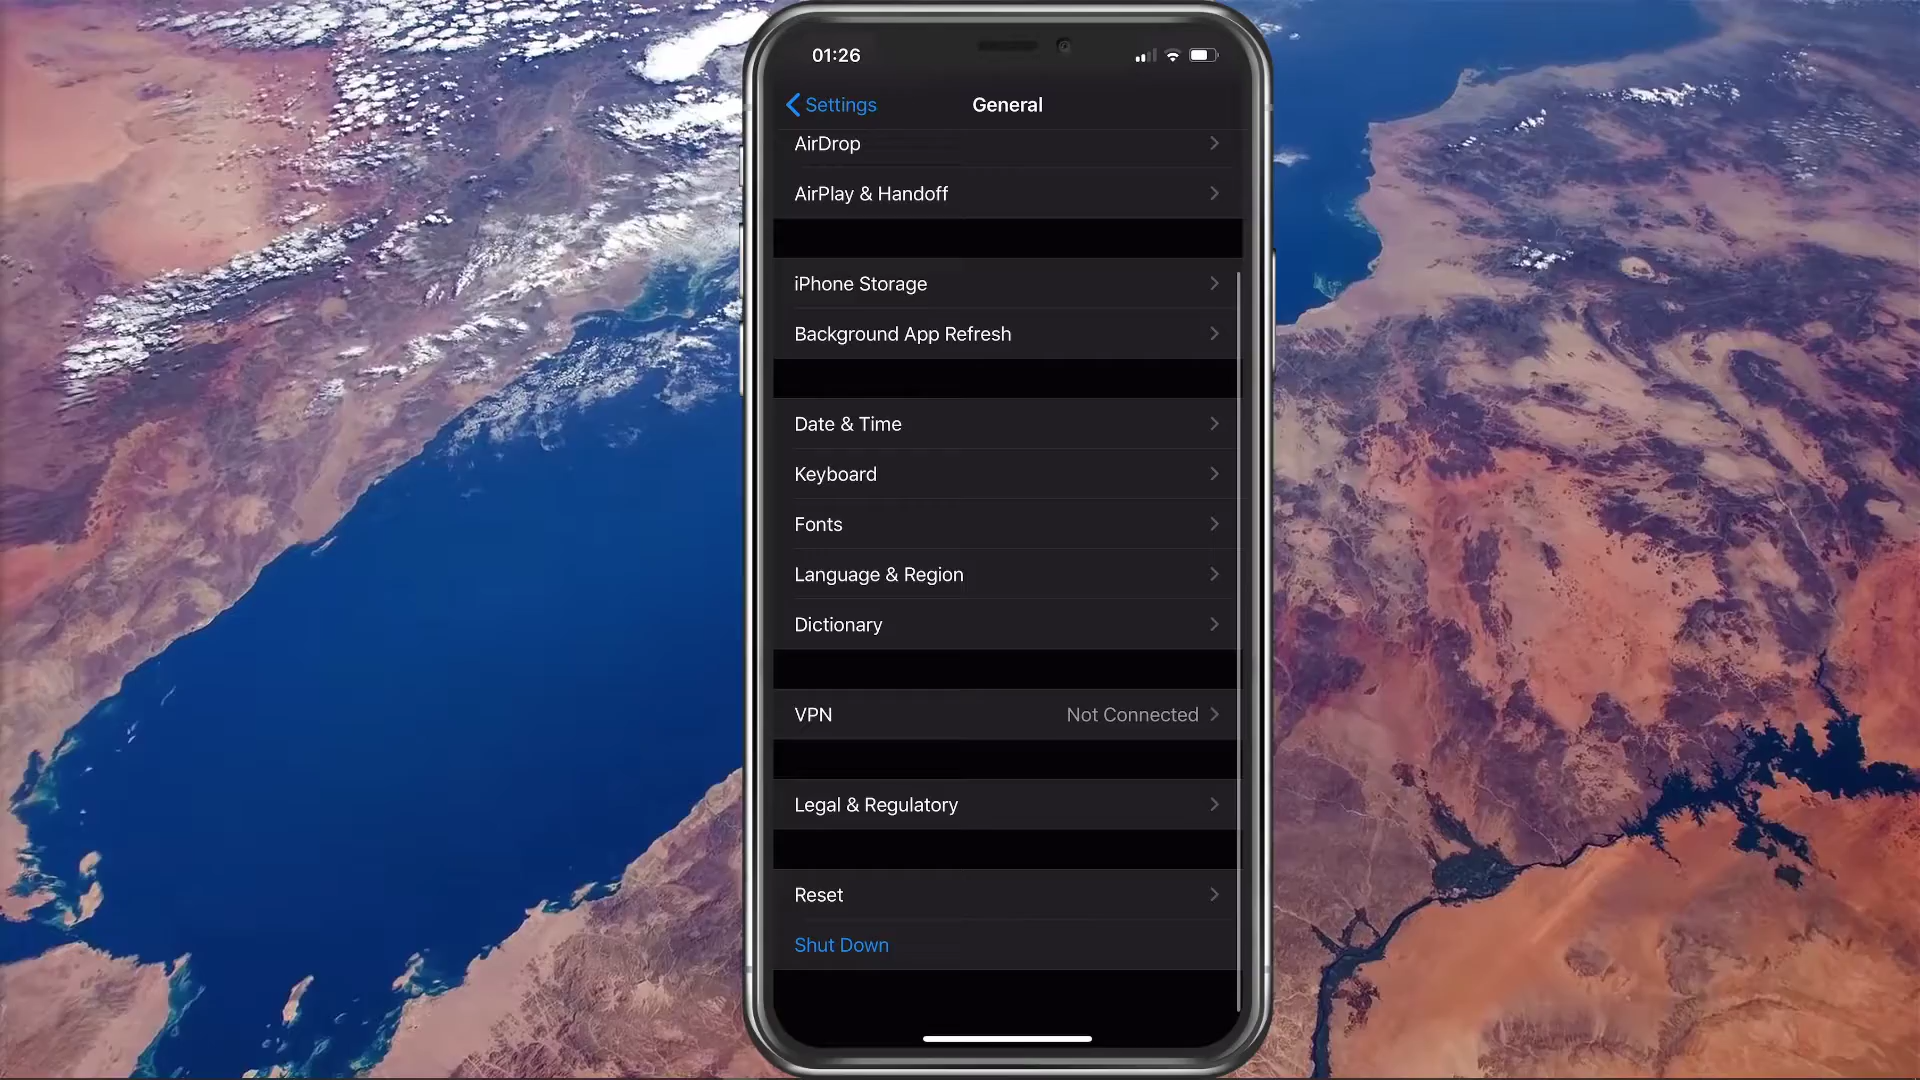 01:26
Settings
General
AirDrop
AirPlay & Handoff
iPhone Storage
Background App Refresh
Date & Time
Keyboard
Fonts
Language & Region
Dictionary
VPN
Not Connected
Legal & Regulatory
Reset
Shut Down